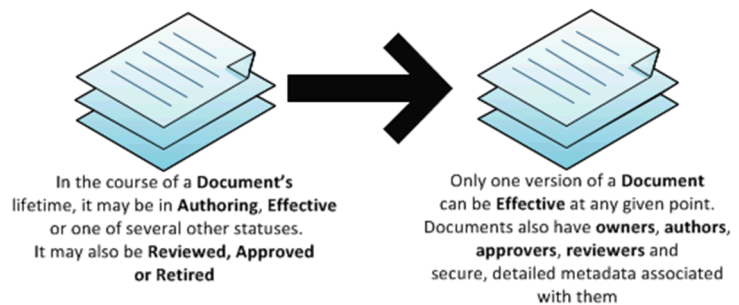 In the course of a Document's
lifetime, it may be in Authoring, Effective
or one of several other statuses.
It may also be Reviewed, Approved
or Retired
Only one version of a Document
can be Effective at any given point.
Documents also have owners, authors,
approvers, reviewers and
secure, detailed metadata associated
with them